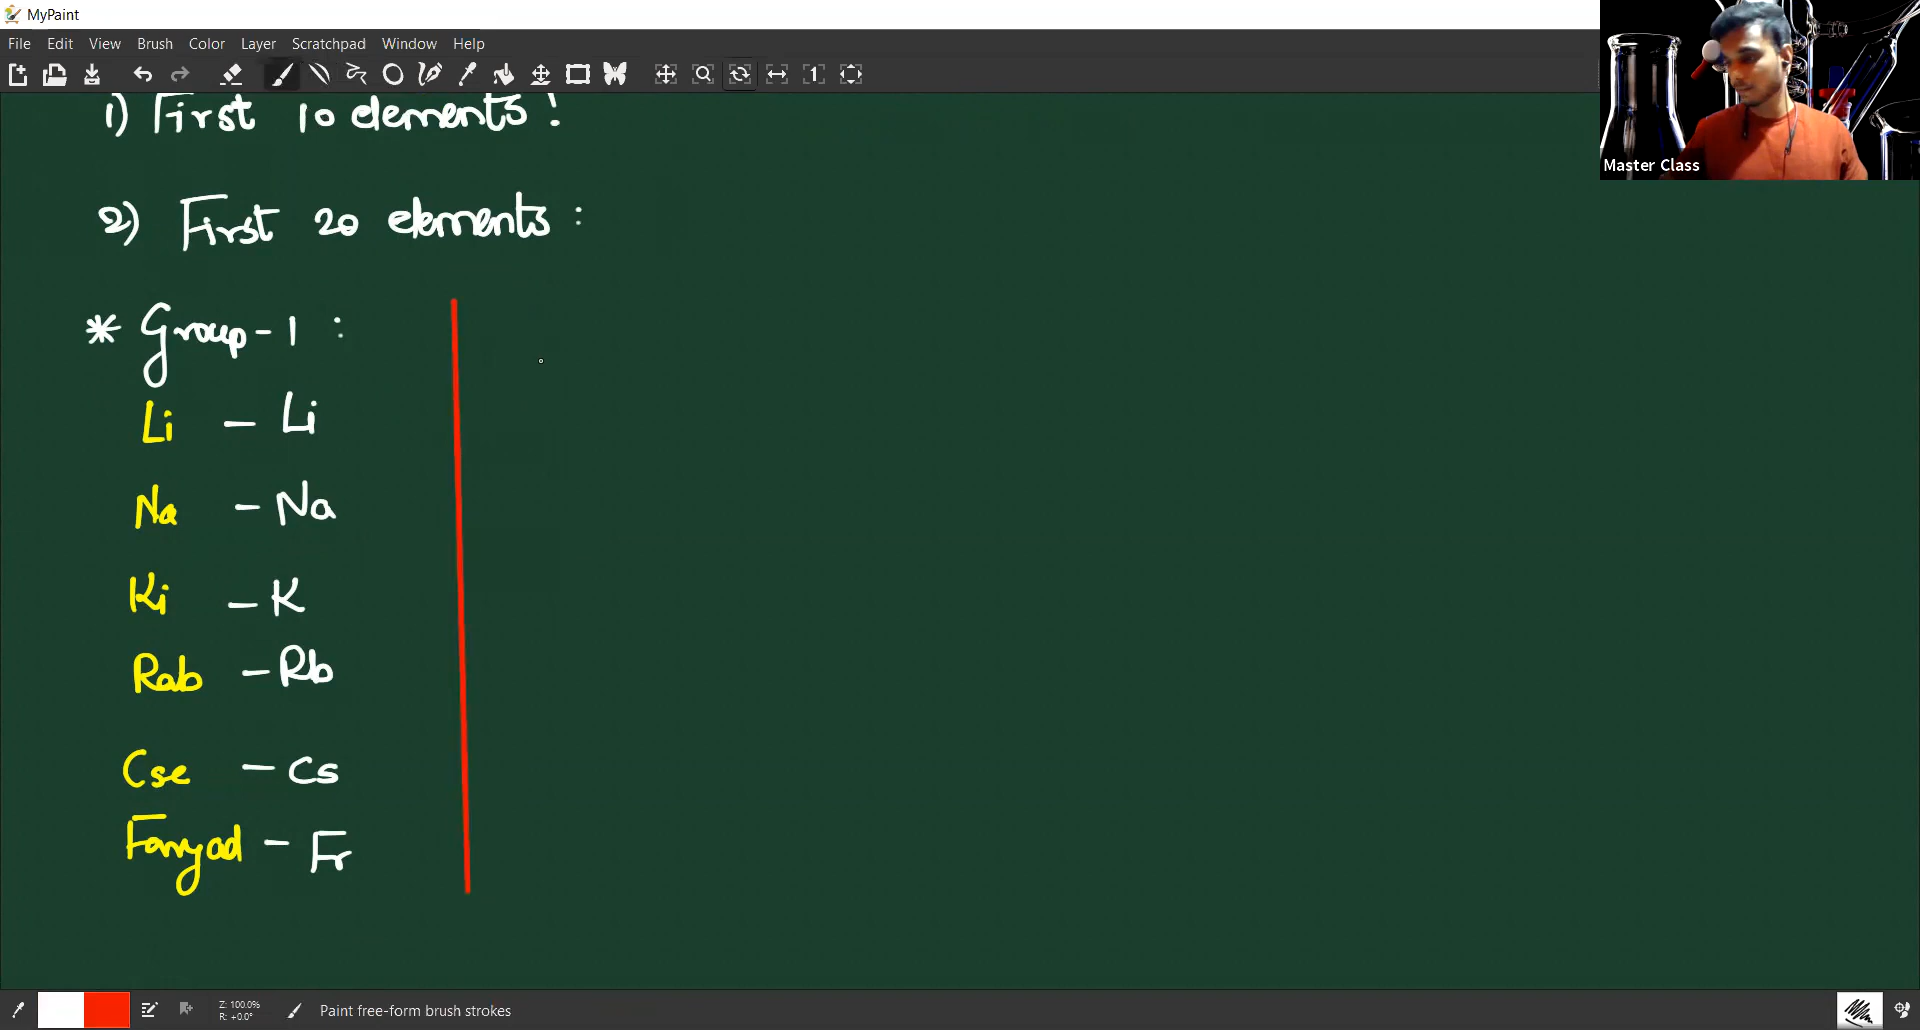 MyPaint
File Edit View Brush Color Layer Scratchpad Window Help
Master Class
1) First 10 elements!
2) First 20 elements :
* Group-1 :
Li - Li
Na - Na
Ki - K
Rab - Rb
Cse - Cs
Faryad - Fr
Z: 100.0%
R: +0.0°
Paint free-form brush strokes